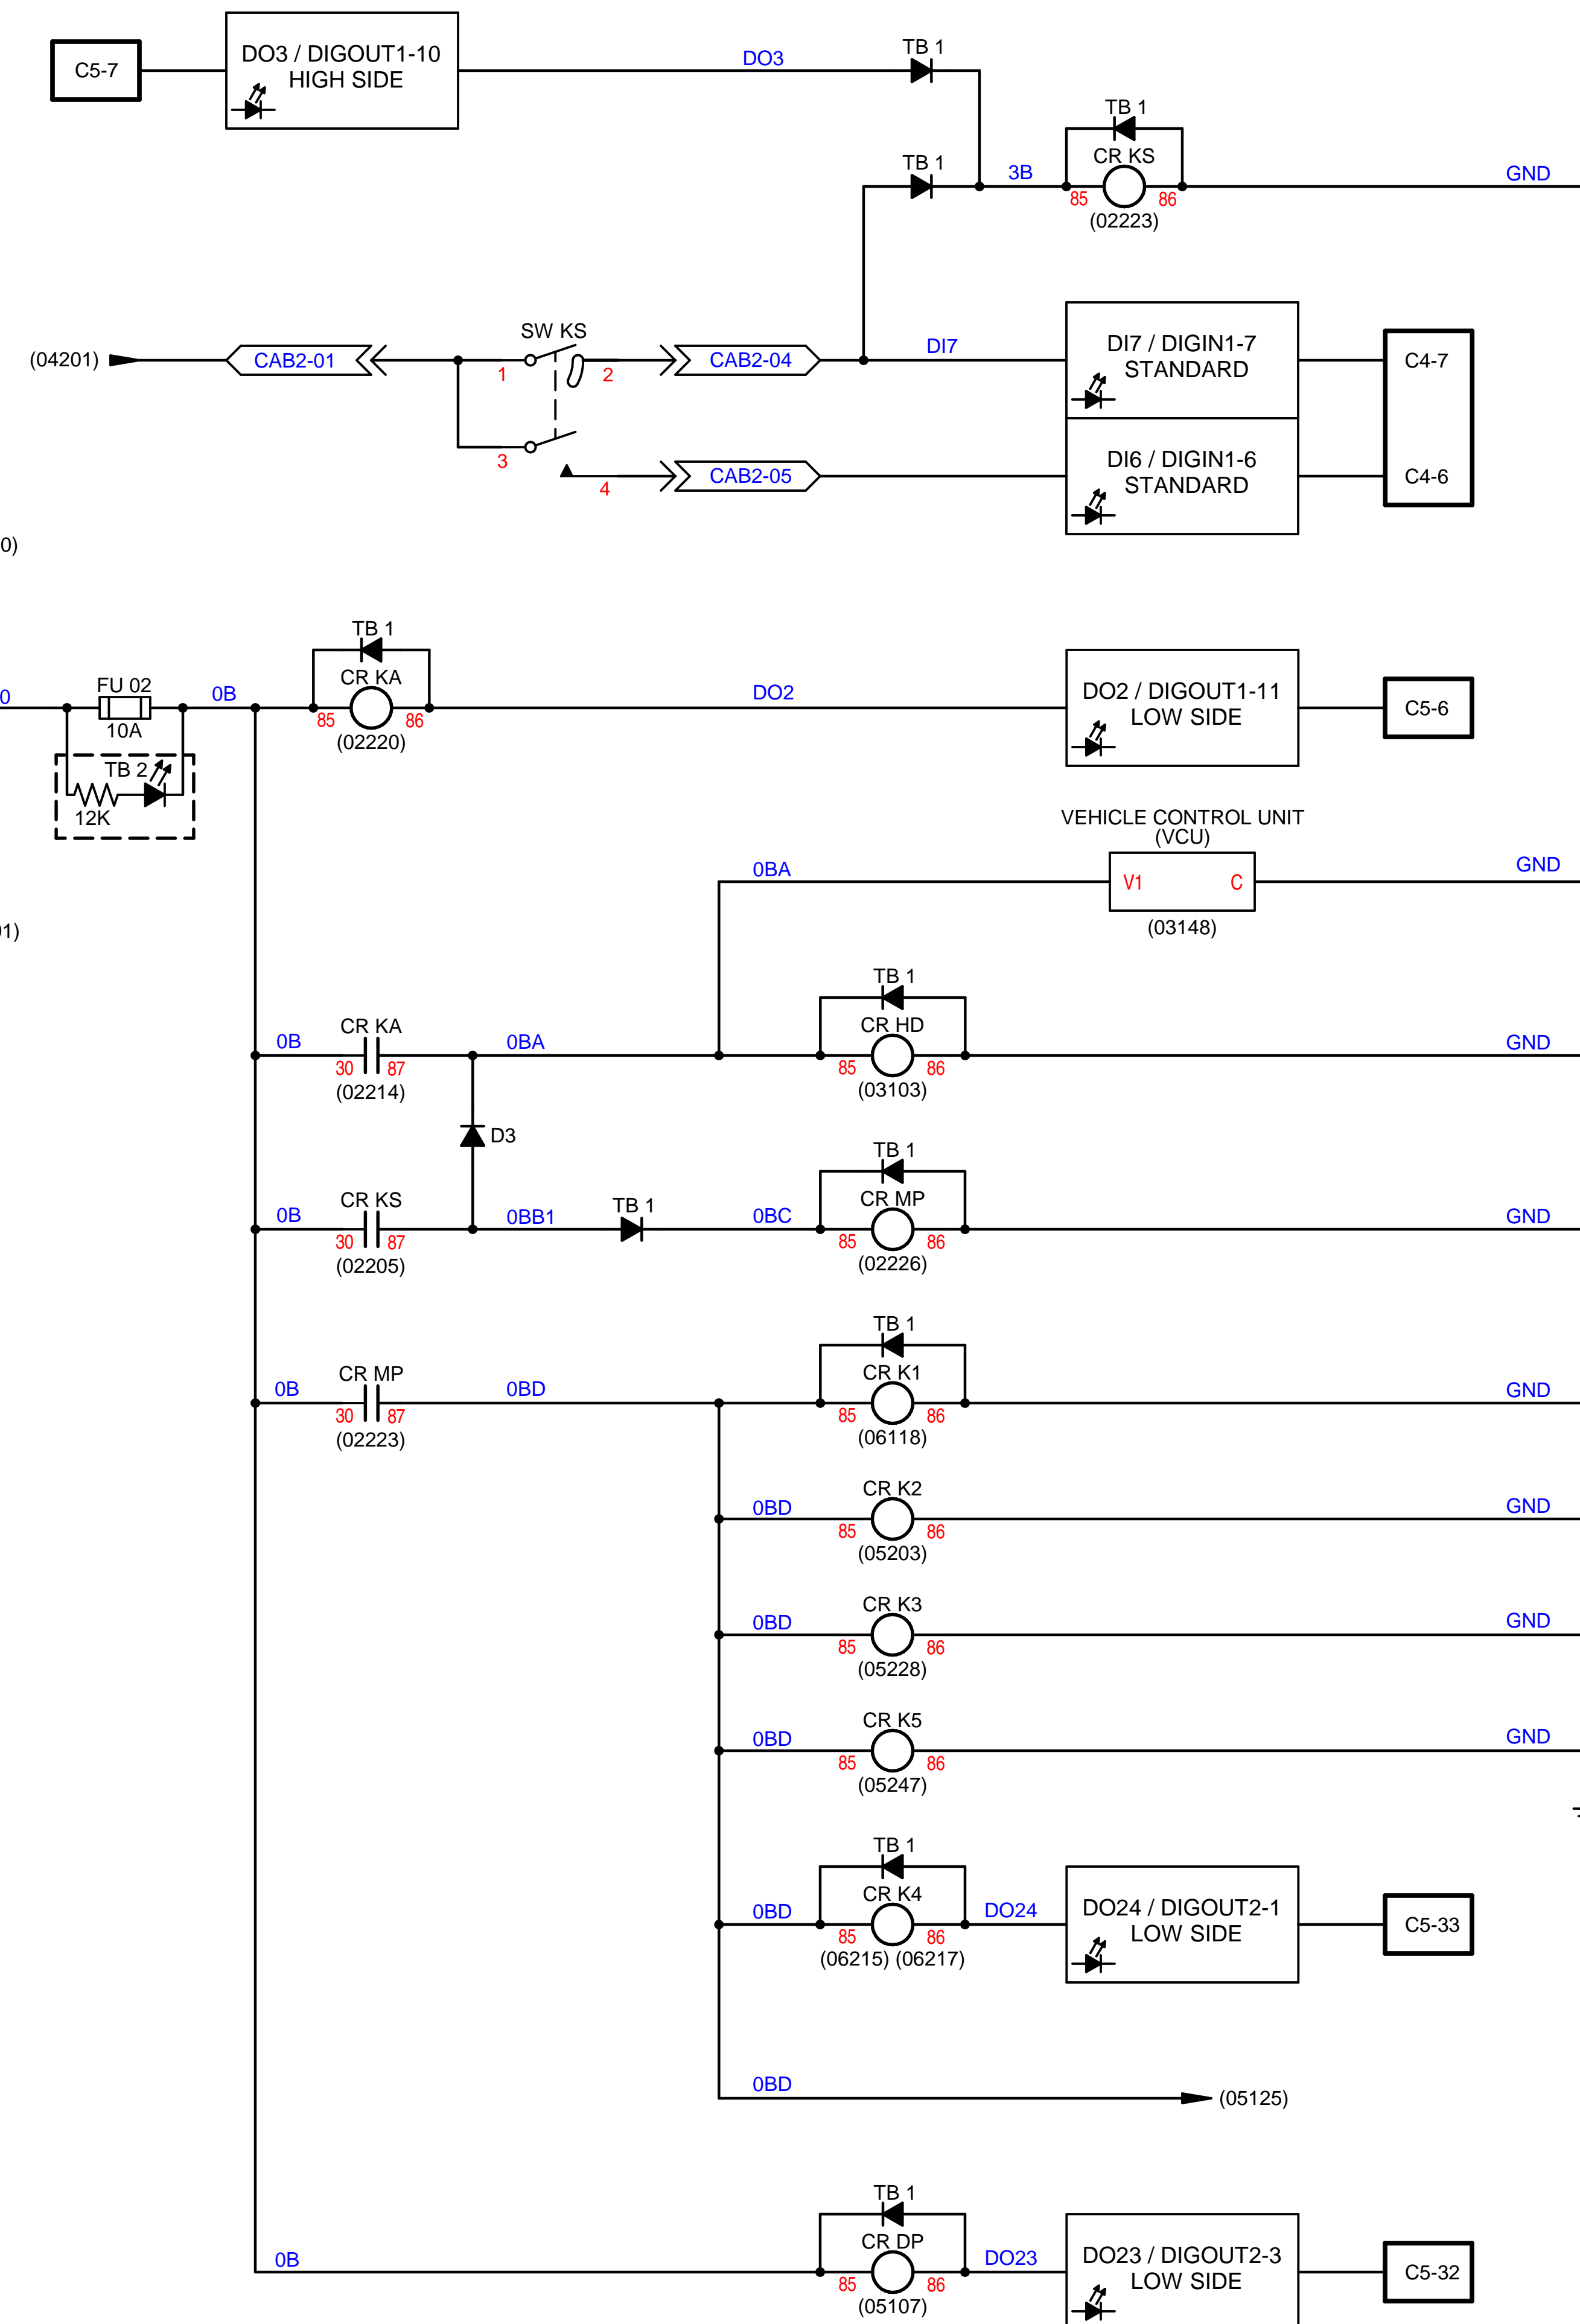 C5-7
DO3 / DIGOUT1-10
HIGH SIDE
DO3
TB 1
TB 1
CR KS
85
86
(02223)
TB 1
3B
GND
(04201)
CAB2-01
SW KS
1
2
3
4
CAB2-04
DI7
DI7 / DIGIN1-7
STANDARD
C4-7
CAB2-05
DI6 / DIGIN1-6
STANDARD
C4-6
0)
0
FU 02
10A
0B
TB 2
12K
TB 1
CR KA
85
86
(02220)
DO2
DO2 / DIGOUT1-11
LOW SIDE
C5-6
VEHICLE CONTROL UNIT
(VCU)
0BA
V1
C
GND
(03148)
1)
0B
CR KA
30
87
(02214)
0BA
TB 1
CR HD
85
86
(03103)
GND
D3
0B
CR KS
30
87
(02205)
0BB1
TB 1
0BC
TB 1
CR MP
85
86
(02226)
GND
0B
CR MP
30
87
(02223)
0BD
TB 1
CR K1
85
86
(06118)
GND
0BD
CR K2
85
86
(05203)
GND
0BD
CR K3
85
86
(05228)
GND
0BD
CR K5
85
86
(05247)
GND
0BD
TB 1
CR K4
85
86
(06215) (06217)
DO24
DO24 / DIGOUT2-1
LOW SIDE
C5-33
0BD
(05125)
0B
TB 1
CR DP
85
86
(05107)
DO23
DO23 / DIGOUT2-3
LOW SIDE
C5-32